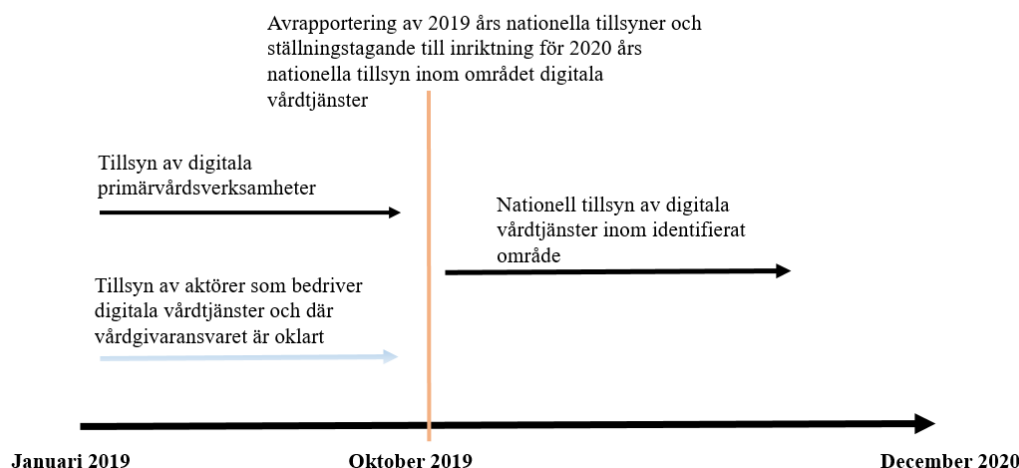 Avrapportering av 2019 års nationella tillsyner och
ställningstagande till inriktning för 2020 års
nationella tillsyn inom området digitala
vårdtjänster
Tillsyn av digitala
primärvårdsverksamheter
Nationell tillsyn av digitala
vårdtjänster inom identifierat
område
Tillsyn av aktörer som bedriver
digitala vårdtjänster och där
vårdgivaransvaret är oklart
Januari 2019
Oktober 2019
December 2020